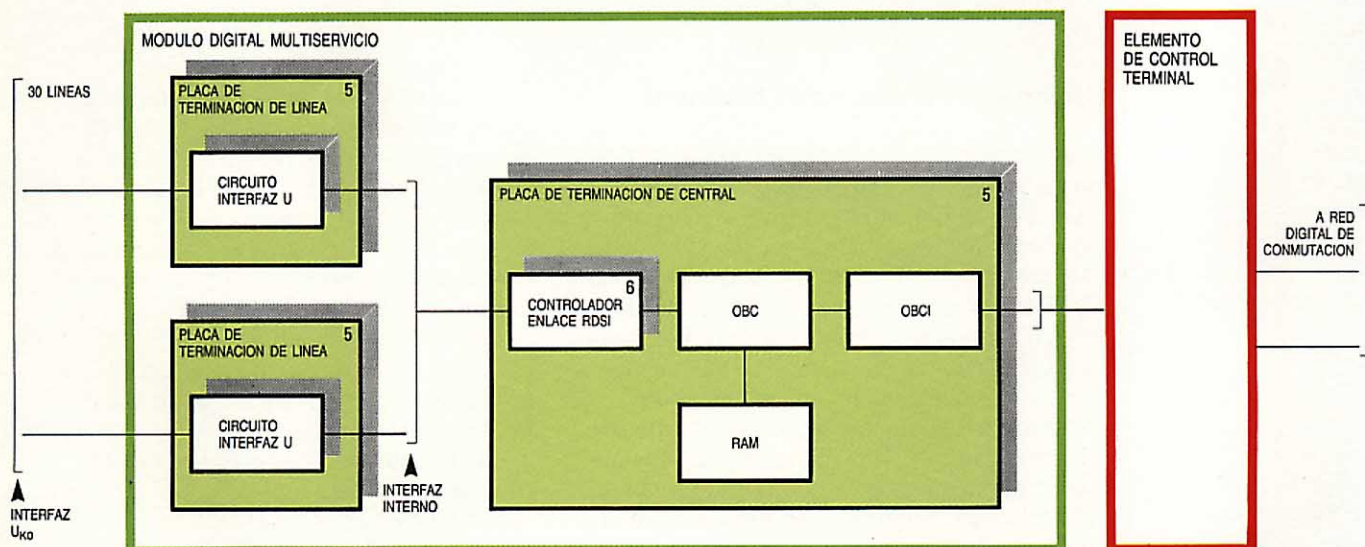 MODULO DIGITAL MULTISERVICIO
30 LINEAS
PLACA DE
TERMINACION DE LINEA
5
CIRCUITO
INTERFAZ U
PLACA DE
TERMINACION DE LINEA
5
CIRCUITO
INTERFAZ U
INTERFAZ
UK0
INTERFAZ
INTERNO
PLACA DE TERMINACION DE CENTRAL
5
6
CONTROLADOR
ENLACE RDSI
OBC
OBCI
RAM
ELEMENTO
DE CONTROL
TERMINAL
A RED
DIGITAL DE
CONMUTACION